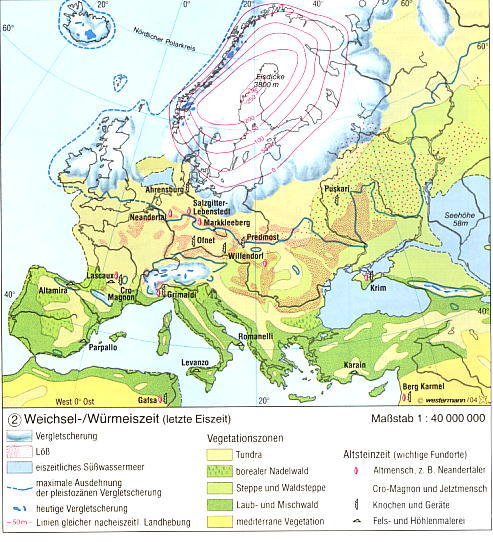 60°
40°
20°
0°
20°
40°
60°
Nördlicher Polarkreis
Eisdicke
3800 m
Ahrensburg
Salzgitter-
Lebenstedt
Neandertal
Markkleeberg
Ofnet
Predmost
Willendorf
Puskari
Seehöhe
58m
Lascaux
Cro-
Magnon
Altamira
Grimaldi
Krim
40°
40°
Parpallo
Romanelli
Levanzo
Karain
Berg Karmel
West 0° Ost
Gafsa
20°
© westermann /04
② Weichsel-/Würmeiszeit (letzte Eiszeit)
Maßstab 1 : 40 000 000
Vergletscherung
Löß
eiszeitliches Süßwassermeer
maximale Ausdehnung
der pleistozänen Vergletscherung
heutige Vergletscherung
-50m- Linien gleicher nacheiszeitl. Landhebung
Vegetationszonen
Tundra
borealer Nadelwald
Steppe und Waldsteppe
Laub- und Mischwald
mediterrane Vegetation
Altsteinzeit (wichtige Fundorte)
Altmensch, z. B. Neandertaler
Cro-Magnon und Jetztmensch
Knochen und Geräte
Fels- und Höhlenmalerei